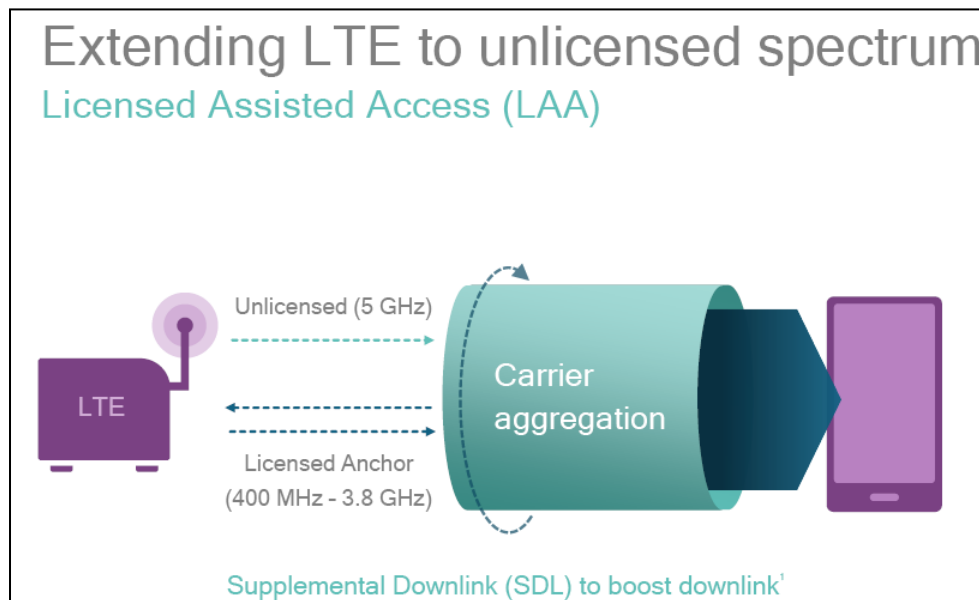 Extending LTE to unlicensed spectrum
Licensed Assisted Access (LAA)
Unlicensed (5 GHz)
LTE
Carrier
aggregation
Licensed Anchor
(400 MHz - 3.8 GHz)
Supplemental Downlink (SDL) to boost downlink¹